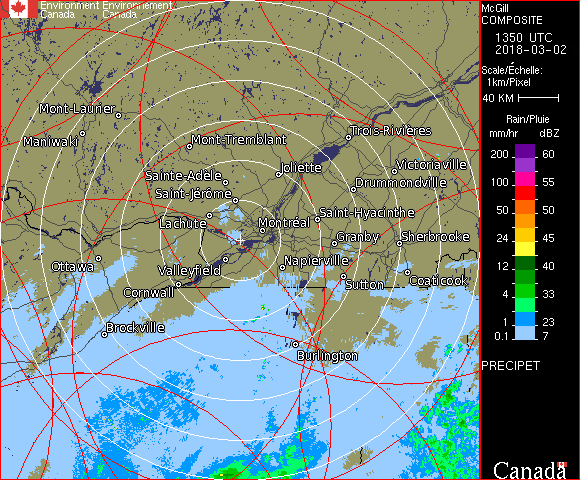 Environment Environnement
Canada Canada
McGill
COMPOSITE
1350 UTC
2018-03-02
Scale/Échelle:
1km/Pixel
40 KM
Rain/Pluie
mm/hr dBZ
200 60
100 55
50 50
24 45
12 40
4 33
1 23
0.1 7
PRECIPET
Canada
Mont-Laurier
Maniwaki
Mont-Tremblant
Trois-Rivières
Sainte-Adèle
Joliette
Victoriaville
Saint-Jérôme
Drummondville
Lachute
Montréal
Saint-Hyacinthe
Granby
Sherbrooke
Ottawa
Valleyfield
Napierville
Cornwall
Sutton
Coaticook
Brockville
Burlington